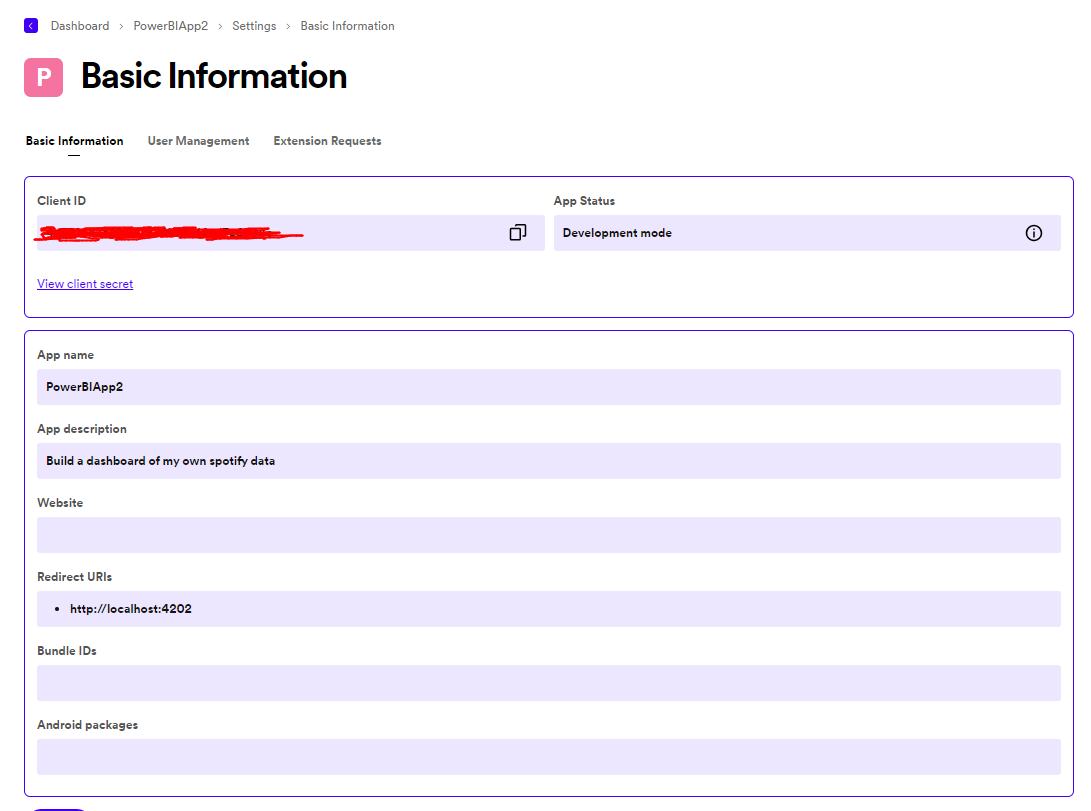 Dashboard > PowerBIApp2 > Settings > Basic Information
P Basic Information
Basic Information User Management Extension Requests
Client ID App Status
Development mode
View client secret
App name
PowerBIApp2
App description
Build a dashboard of my own spotify data
Website
Redirect URIs
• http://localhost:4202
Bundle IDs
Android packages